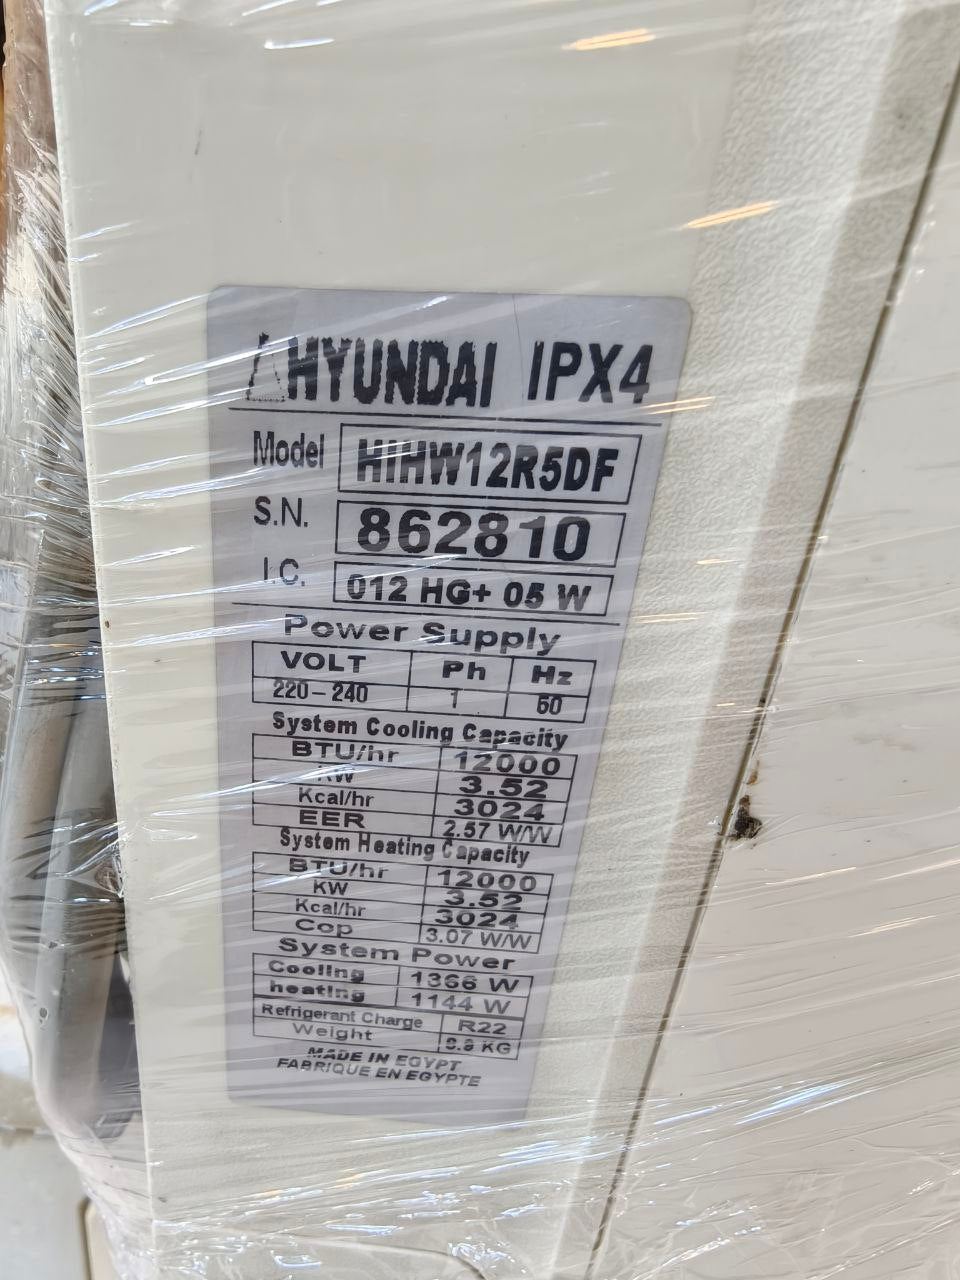 HYUNDAI IPX4
Model HIHW12R5DF
S.N. 862810
I.C. 012 HG+ 05 W
Power Supply
VOLT Ph Hz
220-240 1 50
System Cooling Capacity
BTU/hr 12000
KW 3.52
Kcal/hr 3024
EER 2.57 W/W
System Heating Capacity
BTU/hr 12000
KW 3.52
Kcal/hr 3024
Cop 3.07 W/W
System Power
Cooling 1366 W
heating 1144 W
Refrigerant Charge R22
Weight KG
MADE IN EGYPT
FABRIQUE EN EGYPTE